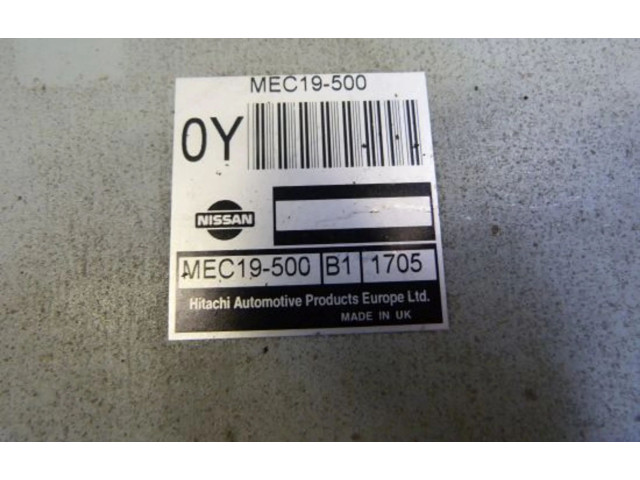 MEC19-500
0Y
NISSAN
MEC19-500 B1 1705
Hitachi Automotive Products Europe Ltd.
MADE IN UK